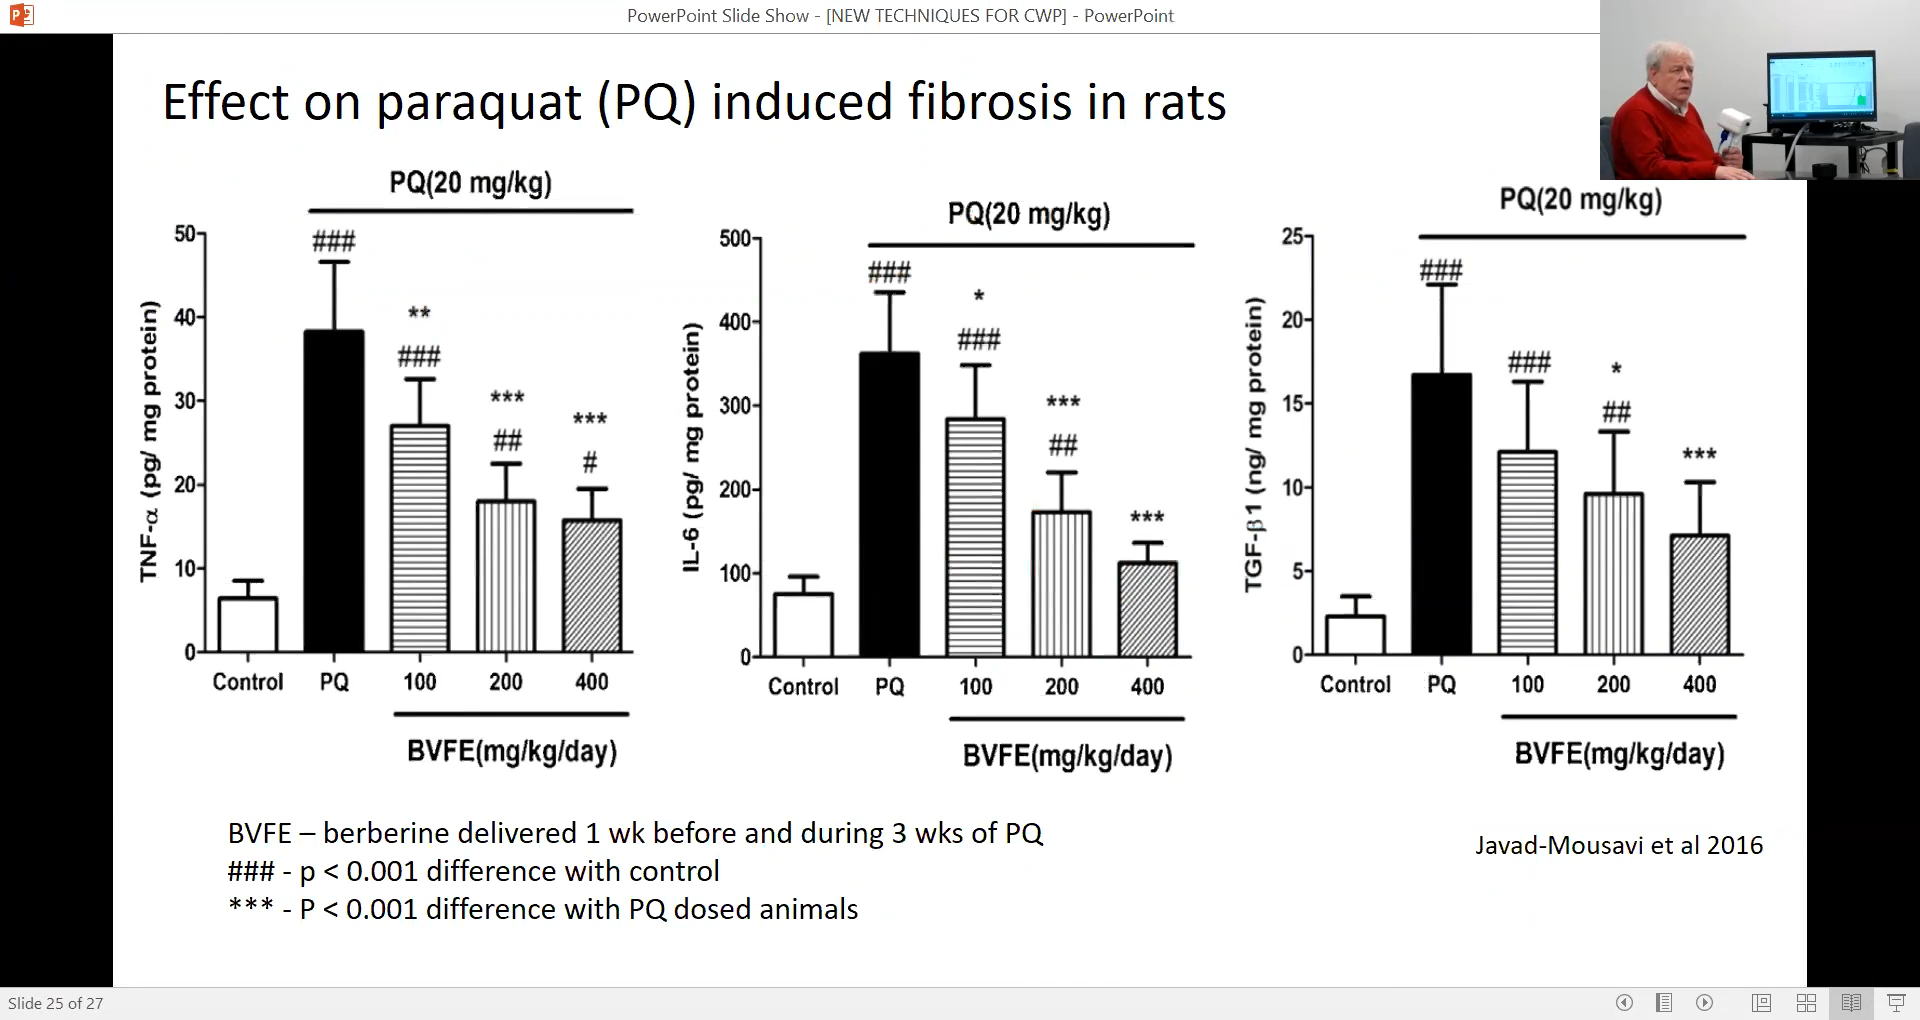 PowerPoint Slide Show - [NEW TECHNIQUES FOR CWP] - PowerPoint
Effect on paraquat (PQ) induced fibrosis in rats
PQ(20 mg/kg)
TNF-α (pg/ mg protein)
50
40
30
20
10
0
###
**
###
***
##
***
#
Control PQ 100 200 400
BVFE(mg/kg/day)
PQ(20 mg/kg)
IL-6 (pg/ mg protein)
500
400
300
200
100
0
###
*
###
***
##
***
Control PQ 100 200 400
BVFE(mg/kg/day)
PQ(20 mg/kg)
TGF-β1 (ng/ mg protein)
25
20
15
10
5
0
###
###
*
##
***
Control PQ 100 200 400
BVFE(mg/kg/day)
BVFE – berberine delivered 1 wk before and during 3 wks of PQ
### - p < 0.001 difference with control
*** - P < 0.001 difference with PQ dosed animals
Javad-Mousavi et al 2016
Slide 25 of 27